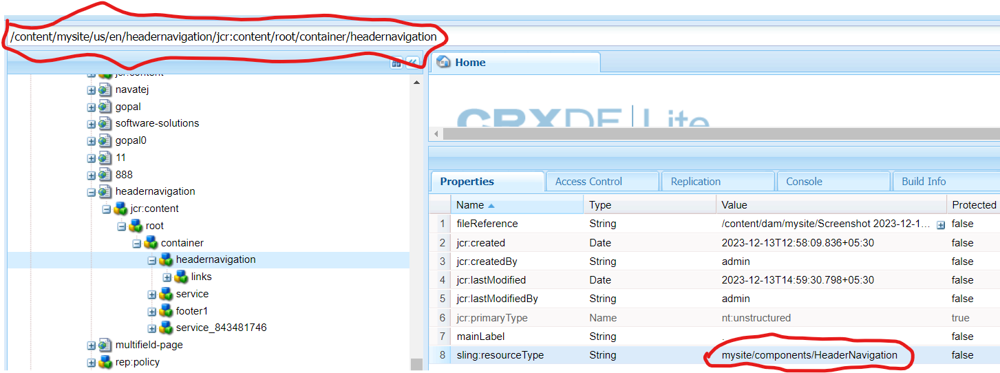 /content/mysite/us/en/headernavigation/jcr:content/root/container/headernavigation
Home
jcr:content
navatej
gopal
software-solutions
gopal0
11
888
headernavigation
jcr:content
root
container
headernavigation
links
service
footer1
service_843481746
multifield-page
rep:policy
CRXDE | Lite
Properties Access Control Replication Console Build Info
Name Type Value Protected
1 fileReference String /content/dam/mysite/Screenshot 2023-12-1... false
2 jcr:created Date 2023-12-13T12:58:09.836+05:30 false
3 jcr:createdBy String admin false
4 jcr:lastModified Date 2023-12-13T14:59:30.798+05:30 false
5 jcr:lastModifiedBy String admin false
6 jcr:primaryType Name nt:unstructured true
7 mainLabel String . false
8 sling:resourceType String mysite/components/HeaderNavigation false